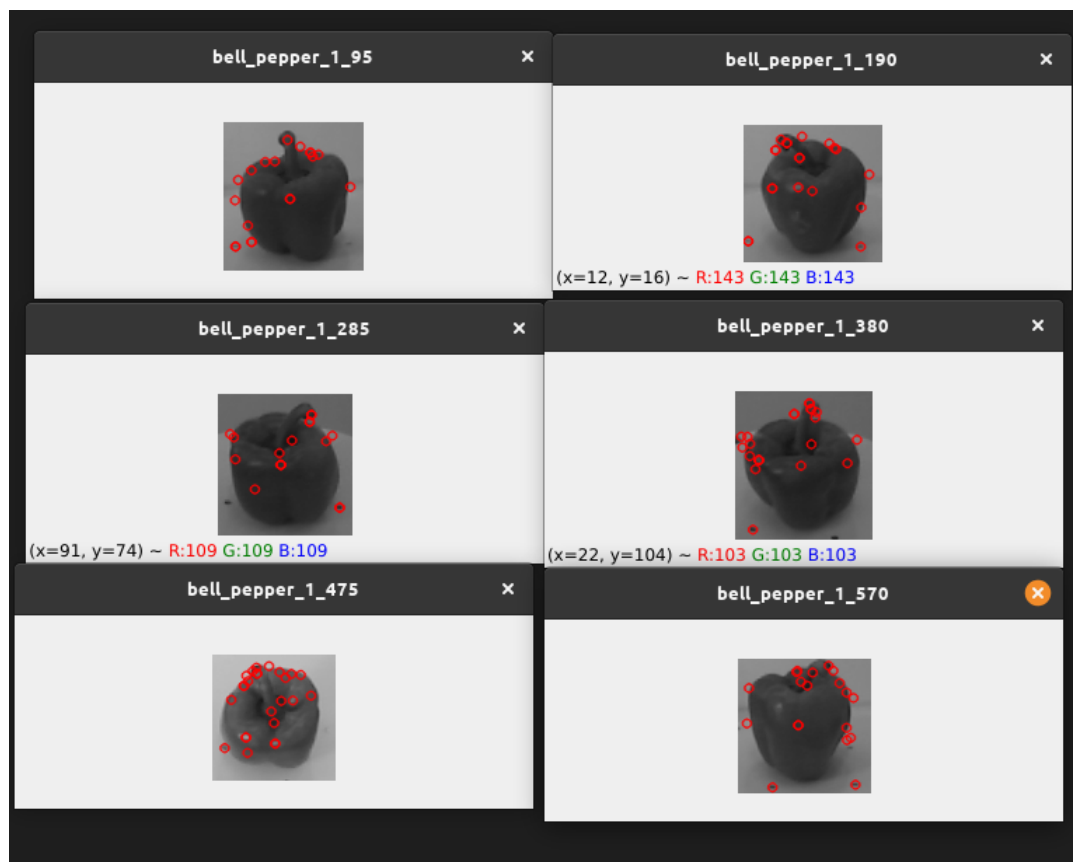 bell_pepper_1_95 ×
bell_pepper_1_190 ×
(x=12, y=16) ~ R:143 G:143 B:143
bell_pepper_1_285 ×
bell_pepper_1_380 ×
(x=91, y=74) ~ R:109 G:109 B:109
(x=22, y=104) ~ R:103 G:103 B:103
bell_pepper_1_475 ×
bell_pepper_1_570 ×